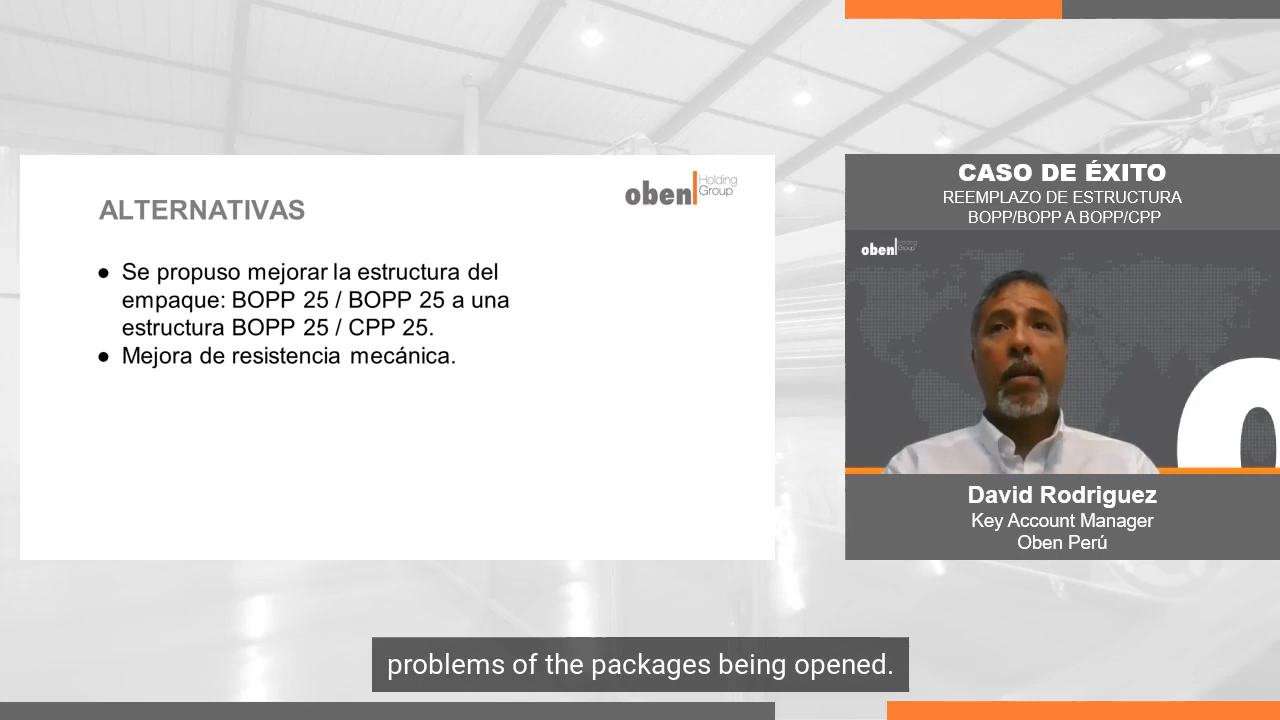 oben Holding Group
ALTERNATIVAS
● Se propuso mejorar la estructura del
empaque: BOPP 25 / BOPP 25 a una
estructura BOPP 25 / CPP 25.
● Mejora de resistencia mecánica.
CASO DE ÉXITO
REEMPLAZO DE ESTRUCTURA
BOPP/BOPP A BOPP/CPP
oben Holding Group
David Rodriguez
Key Account Manager
Oben Perú
problems of the packages being opened.